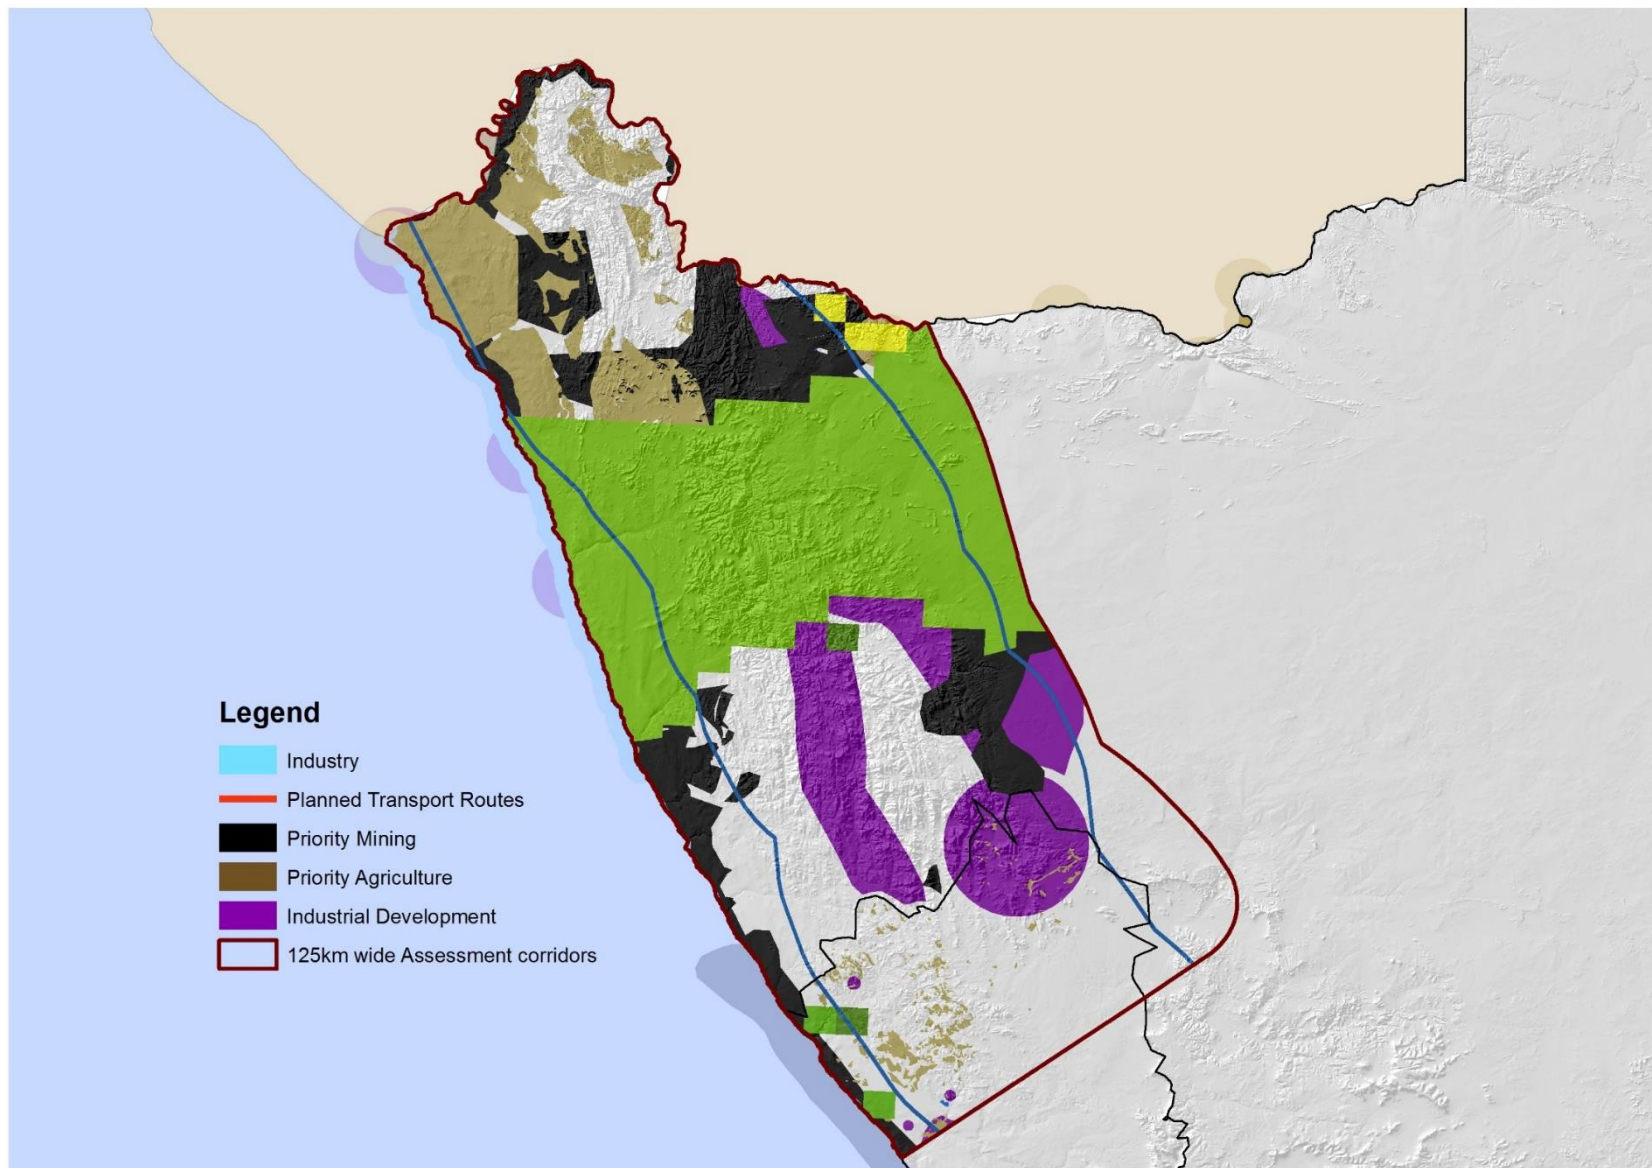 Legend
Industry
Planned Transport Routes
Priority Mining
Priority Agriculture
Industrial Development
125km wide Assessment corridors